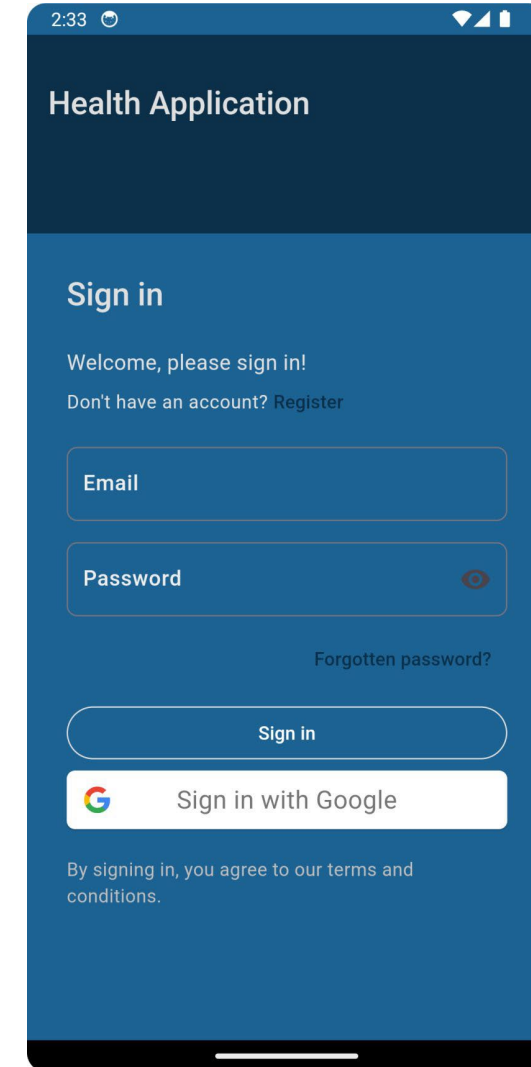 2:33
Health Application
Sign in
Welcome, please sign in!
Don't have an account? Register
Email
Password
Forgotten password?
Sign in
Sign in with Google
By signing in, you agree to our terms and
conditions.